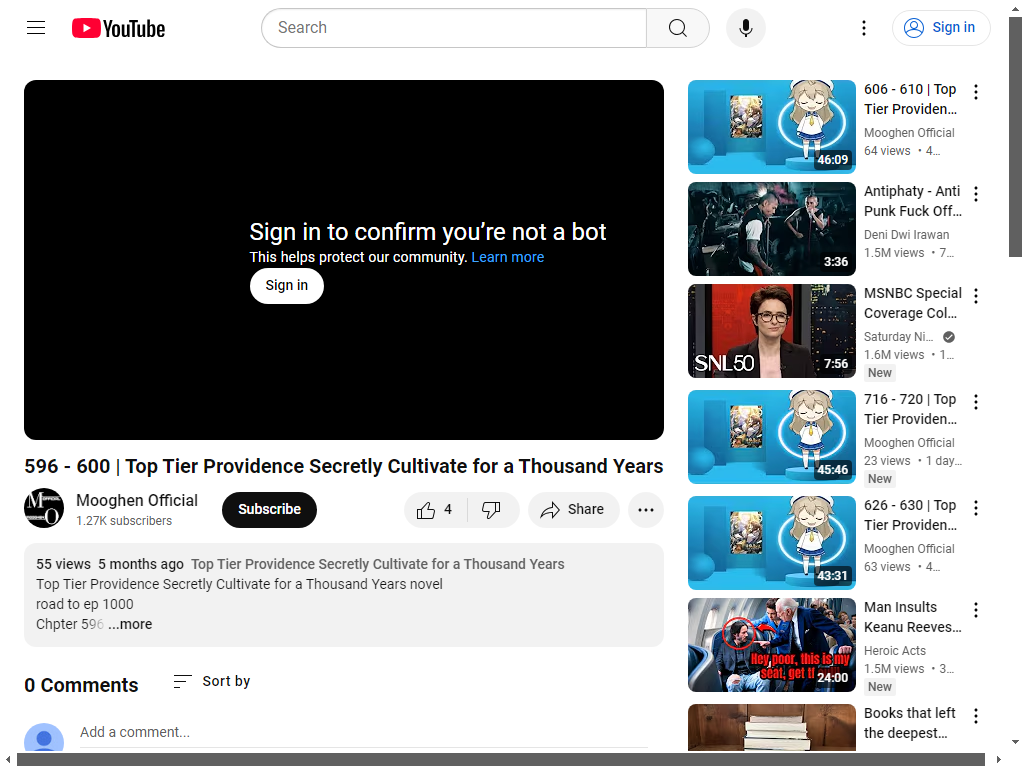 YouTube
Search
Sign in
Sign in to confirm you’re not a bot
This helps protect our community. Learn more
Sign in
596 - 600 | Top Tier Providence Secretly Cultivate for a Thousand Years
Mooghen Official
1.27K subscribers
Subscribe
4
Share
55 views 5 months ago Top Tier Providence Secretly Cultivate for a Thousand Years
Top Tier Providence Secretly Cultivate for a Thousand Years novel
road to ep 1000
Chpter 596 ...more
0 Comments
Sort by
Add a comment...
46:09
606 - 610 | Top
Tier Providen...
Mooghen Official
64 views • 4...
3:36
Antiphaty - Anti
Punk Fuck Off...
Deni Dwi Irawan
1.5M views • 7...
SNL50
7:56
MSNBC Special
Coverage Col...
Saturday Ni...
1.6M views • 1...
New
45:46
716 - 720 | Top
Tier Providen...
Mooghen Official
23 views • 1 day...
New
43:31
626 - 630 | Top
Tier Providen...
Mooghen Official
63 views • 4...
Hey poor, this is my
seat, get
24:00
Man Insults
Keanu Reeves...
Heroic Acts
1.5M views • 3...
New
Books that left
the deepest...